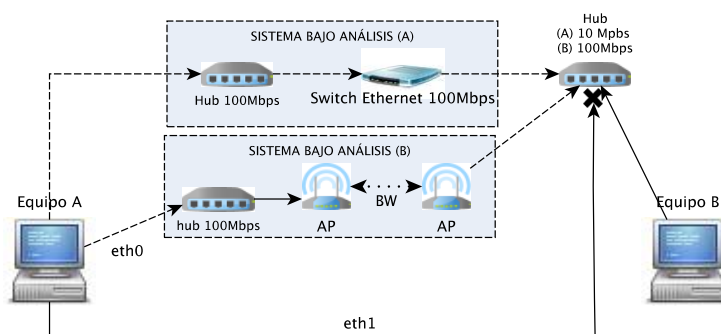 SISTEMA BAJO ANÁLISIS (A)
Hub 100Mbps
Switch Ethernet 100Mbps
Hub
(A) 10 Mpbs
(B) 100Mbps
SISTEMA BAJO ANÁLISIS (B)
hub 100Mbps
AP
BW
AP
Equipo A
Equipo B
eth0
eth1